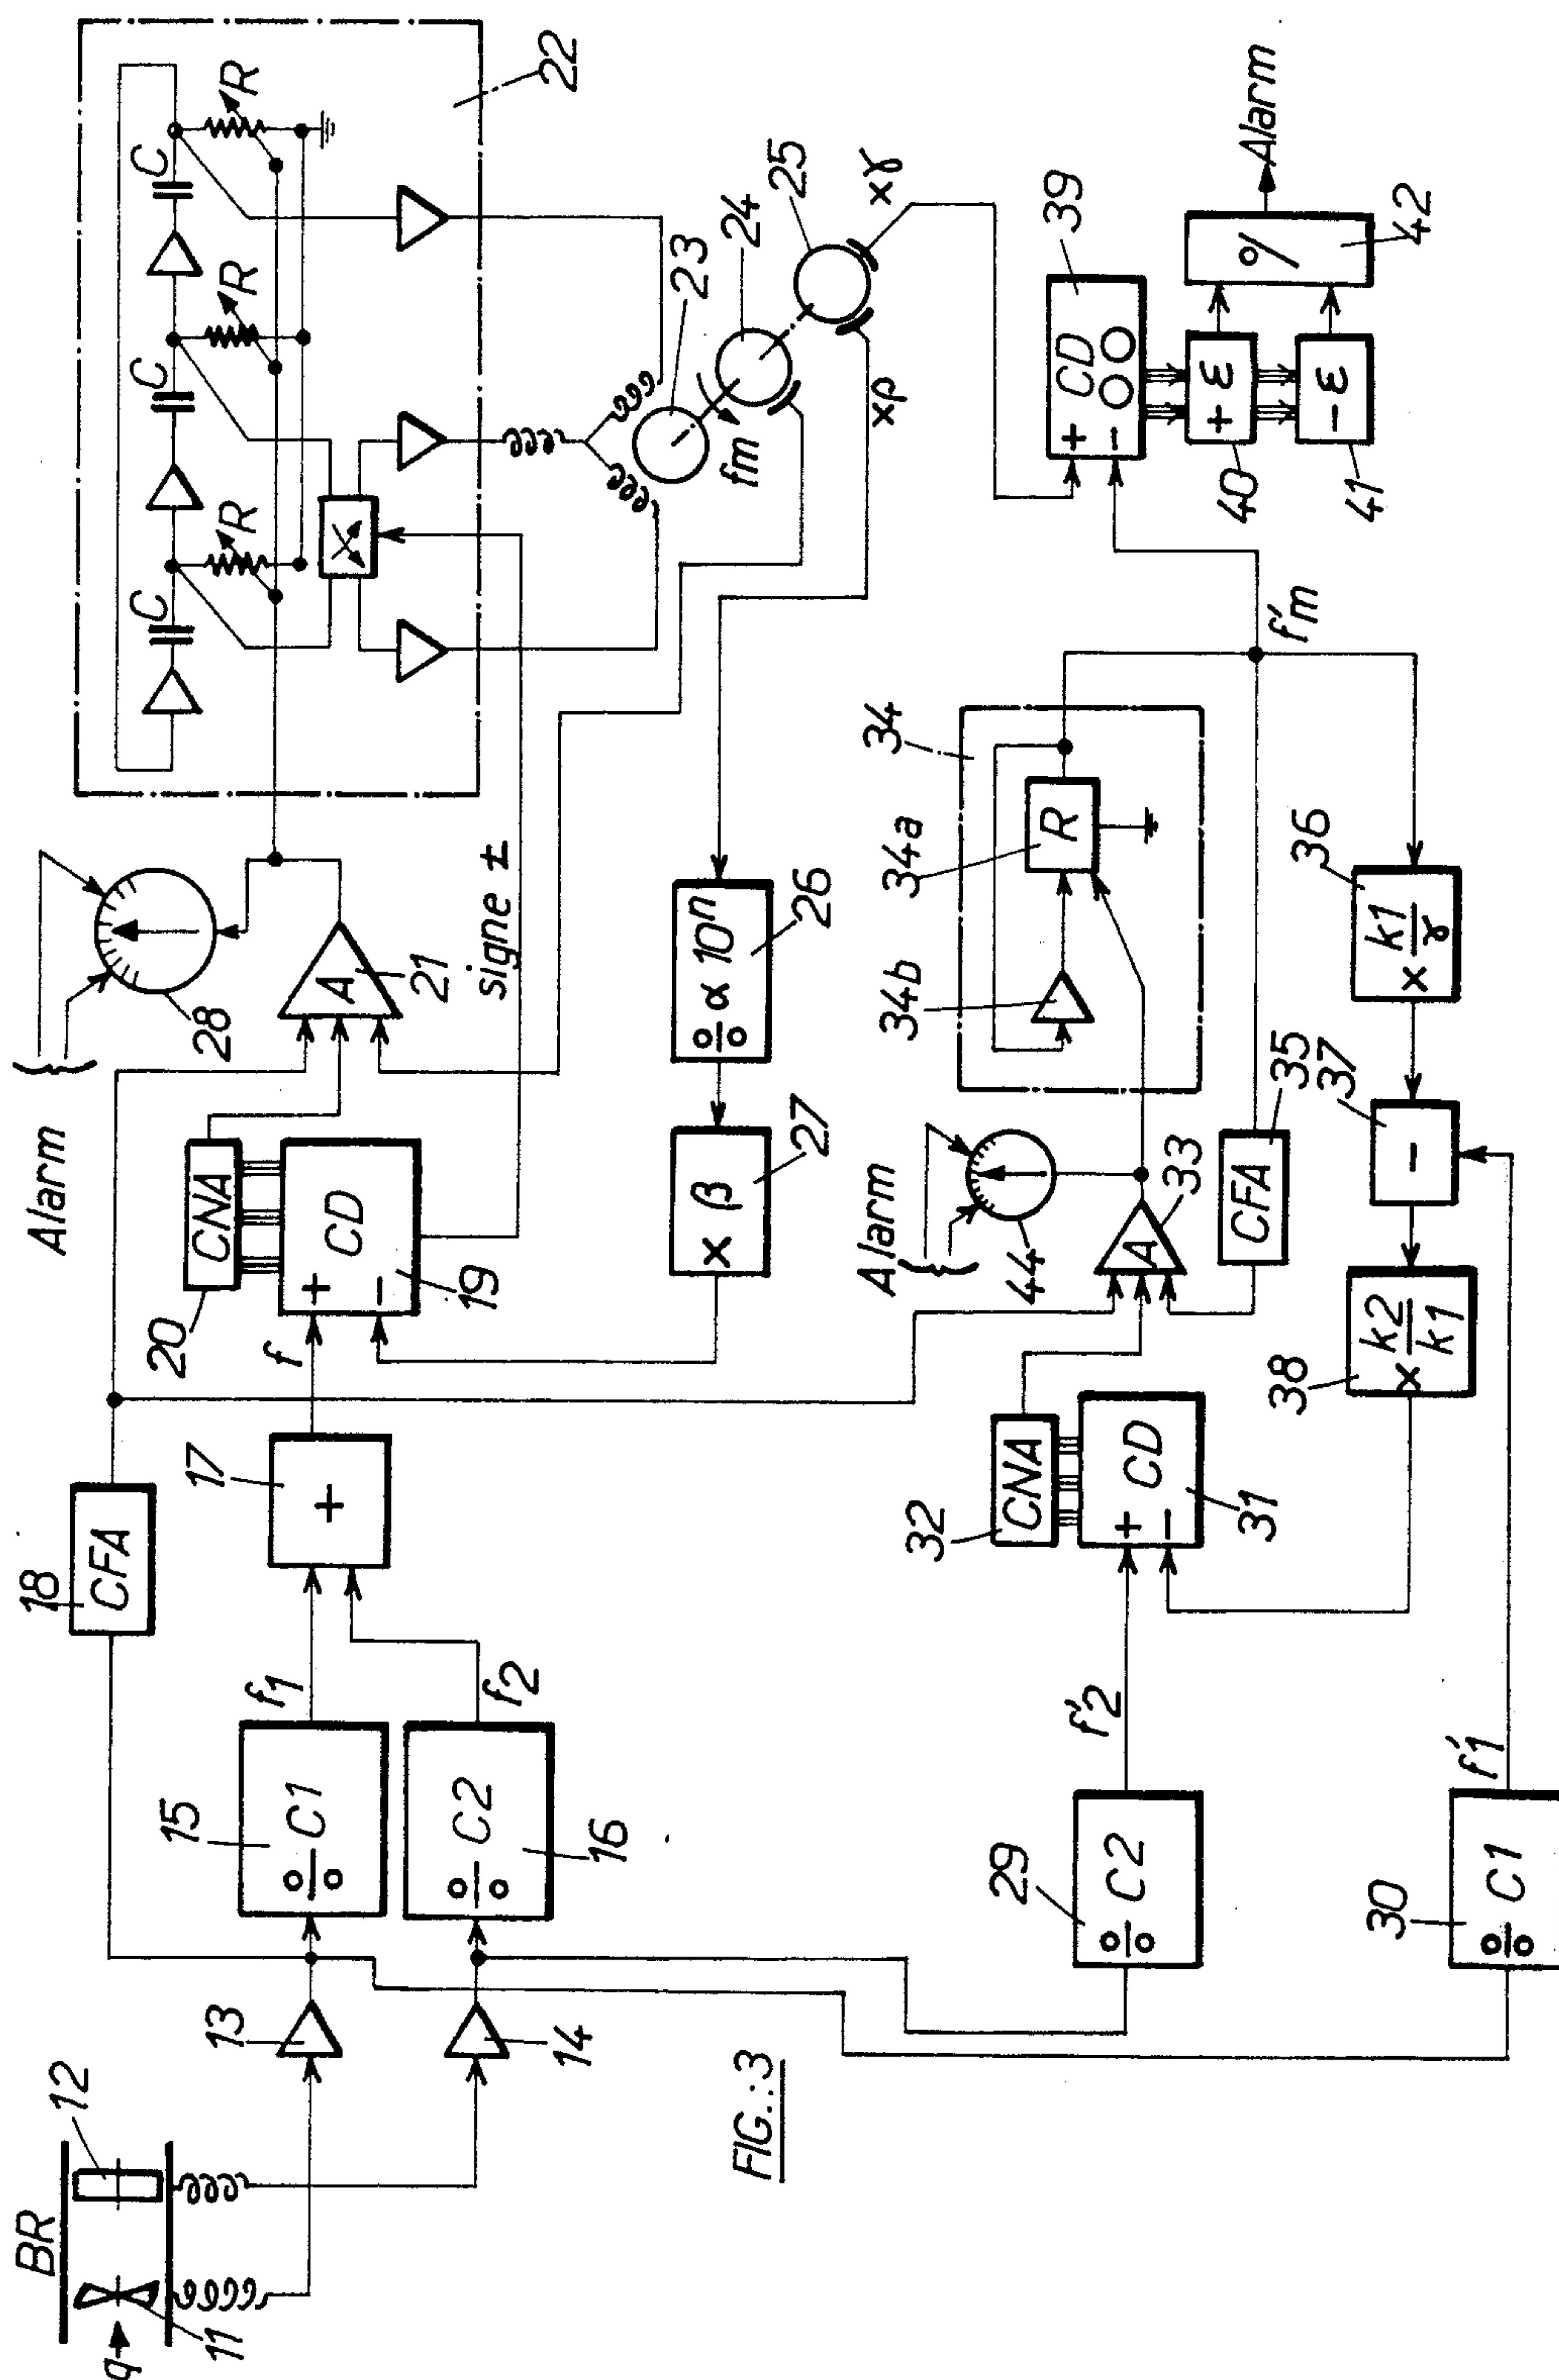 BR
q
11
12
13
14
18
CFA
15
÷ C1
f1
÷ C2
16
f2
17
+
f
20
CNA
+ CD
−
19
Alarm
28
A
21
signe ±
C
C
C
R
R
R
22
23
fm
24
25
xρ
xγ
÷ α 10ⁿ
26
x β
27
29
÷ C2
f'2
30
÷ C1
f'1
32
CNA
+ CD
−
31
Alarm
44
A
33
CFA
35
34
34a
R
34b
f'm
36
x k1/γ
37
−
38
x k2/k1
39
+ CD
−
+ ε
40
− ε
41
%
42
Alarm
FIG.:3